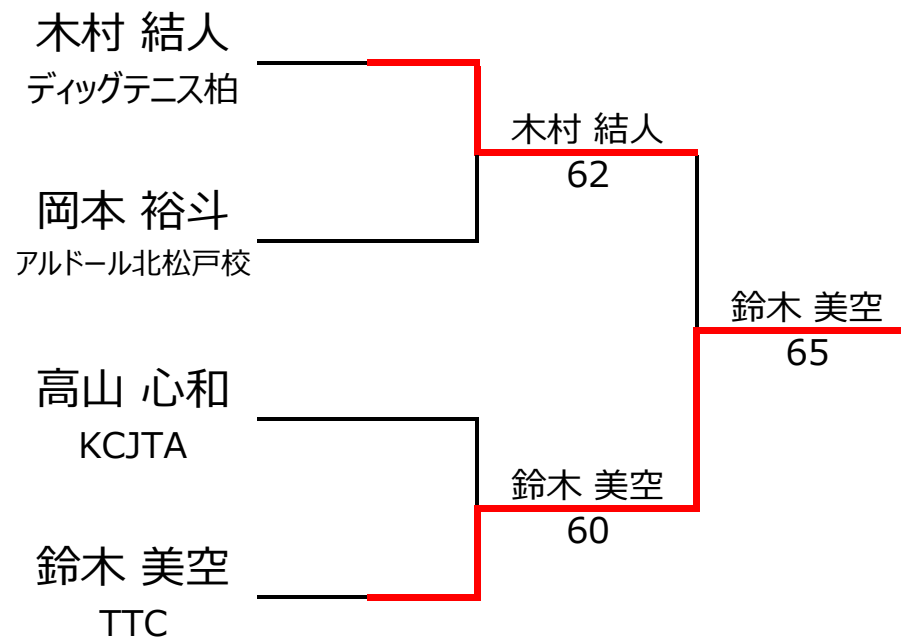 木村 結人
ディッグテニス柏
木村 結人
62
岡本 裕斗
アルドール北松戸校
鈴木 美空
65
高山 心和
KCJTA
鈴木 美空
60
鈴木 美空
TTC